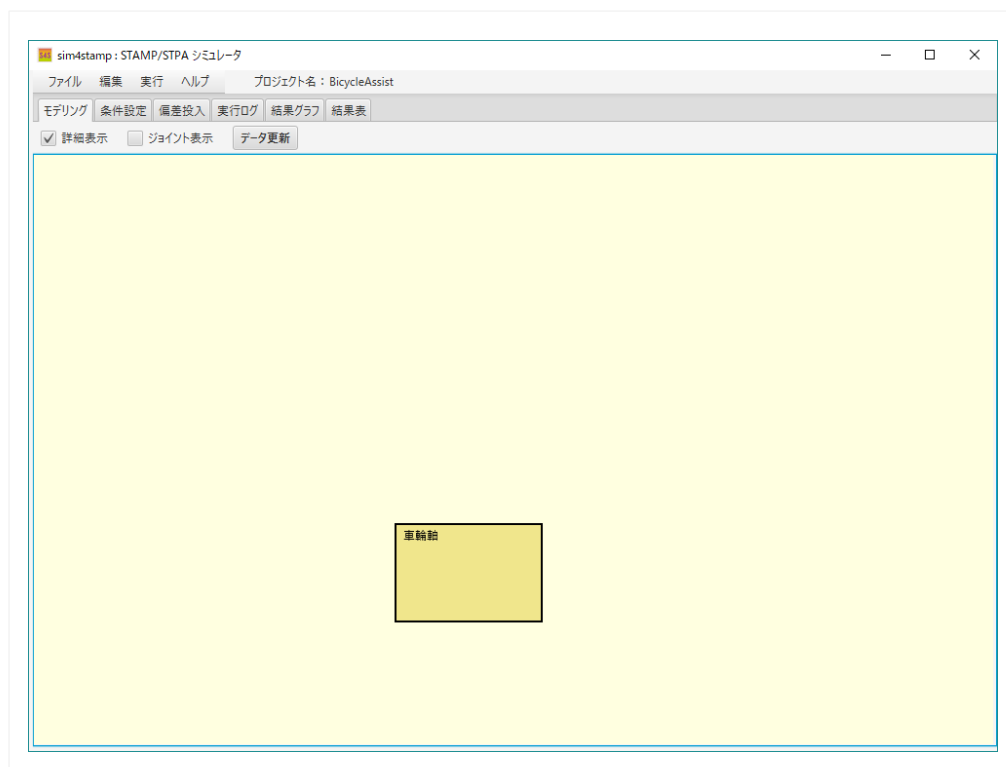 S4S sim4stamp : STAMP/STPA シミュレータ
ファイル 編集 実行 ヘルプ プロジェクト名：BicycleAssist
モデリング 条件設定 偏差投入 実行ログ 結果グラフ 結果表
詳細表示 ジョイント表示 データ更新
車輪軸